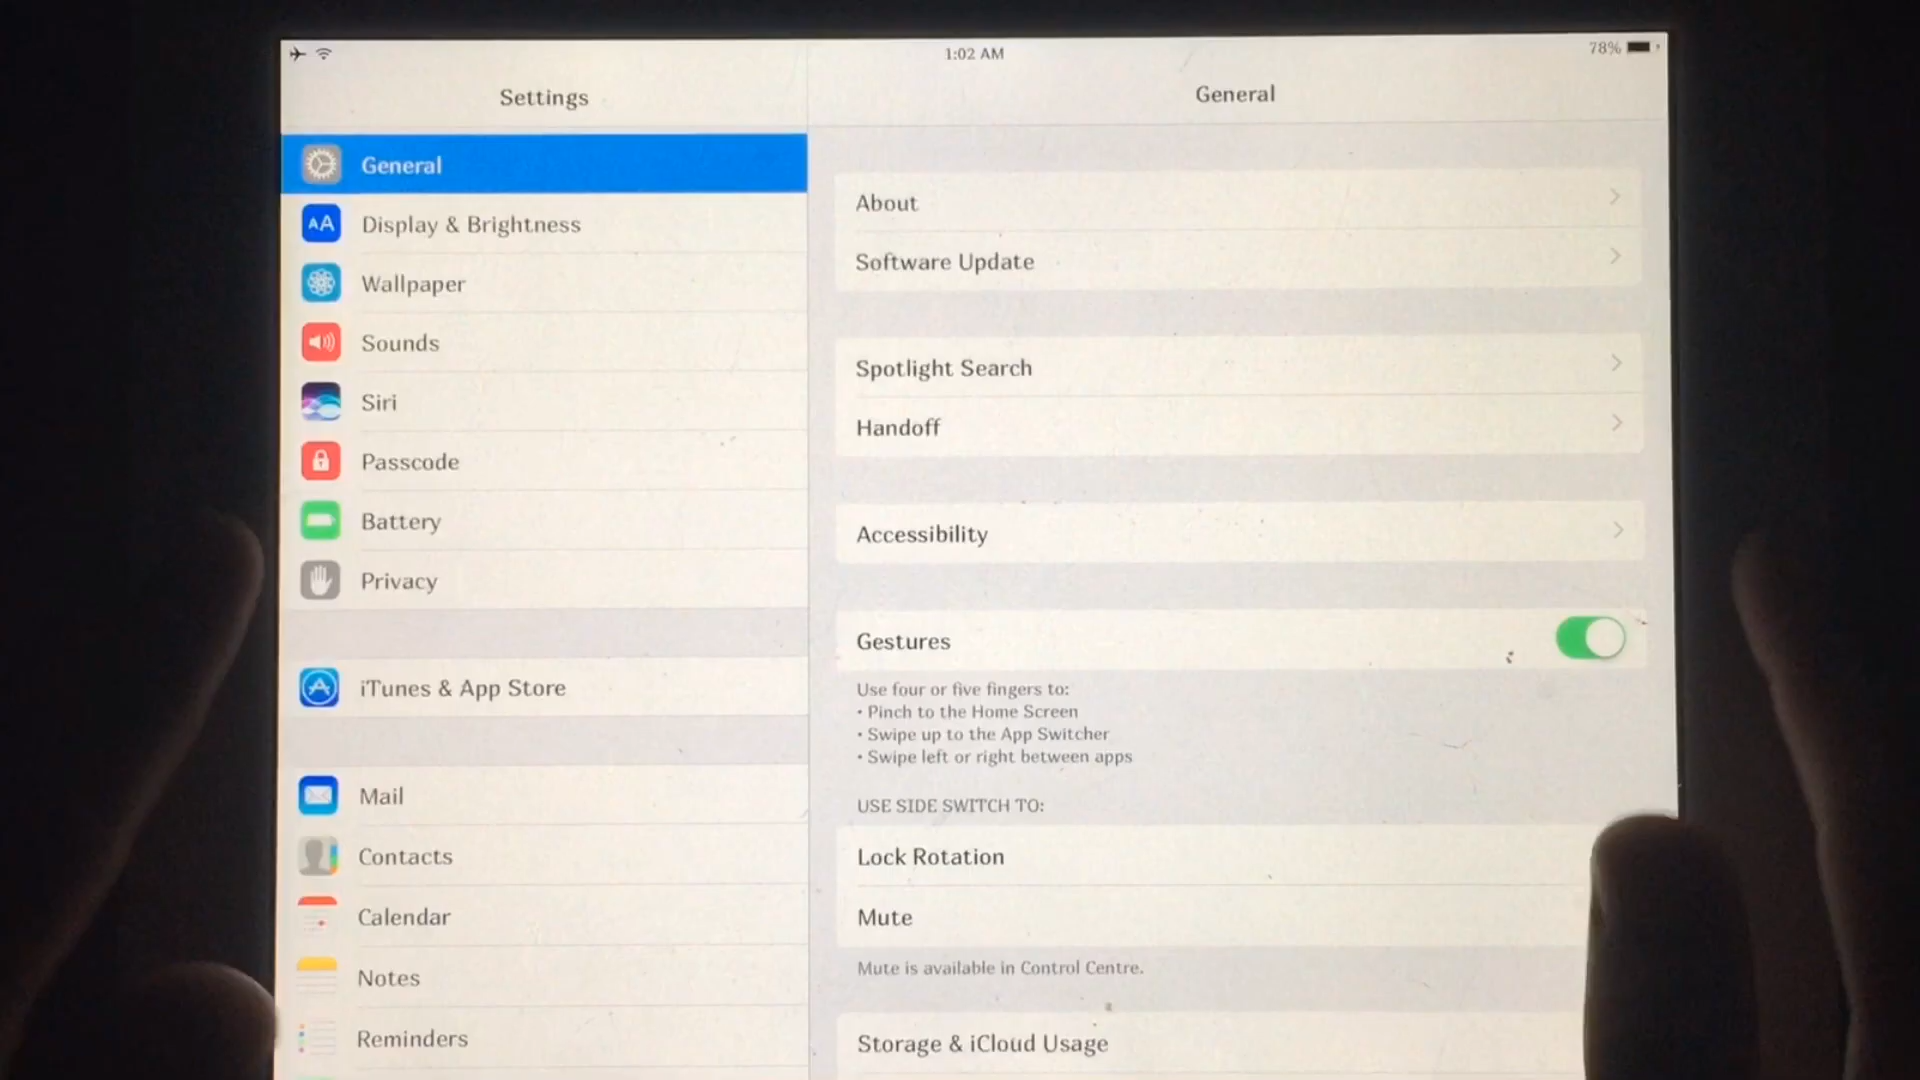 1:02 AM
78%
Settings
General
General
Display & Brightness
Wallpaper
Sounds
Siri
Passcode
Battery
Privacy
iTunes & App Store
Mail
Contacts
Calendar
Notes
Reminders
About
Software Update
Spotlight Search
Handoff
Accessibility
Gestures
Use four or five fingers to:
• Pinch to the Home Screen
• Swipe up to the App Switcher
• Swipe left or right between apps
USE SIDE SWITCH TO:
Lock Rotation
Mute
Mute is available in Control Centre.
Storage & iCloud Usage